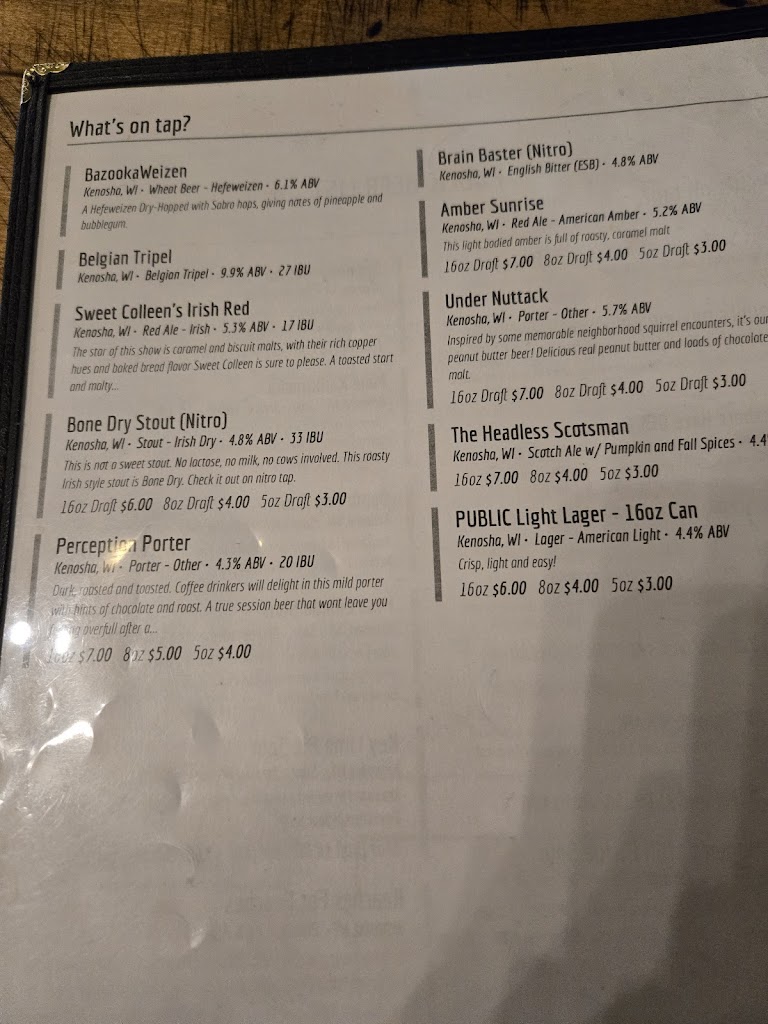 What's on tap?
BazookaWeizen
Kenosha, WI • Wheat Beer - Hefeweizen • 6.1% ABV
A Hefeweizen Dry-Hopped with Sabro hops, giving notes of pineapple and
bubblegum.
Belgian Tripel
Kenosha, WI • Belgian Tripel • 9.9% ABV • 27 IBU
Sweet Colleen's Irish Red
Kenosha, WI • Red Ale - Irish • 5.3% ABV • 17 IBU
The star of this show is caramel and biscuit malts, with their rich copper
hues and baked bread flavor Sweet Colleen is sure to please. A toasted start
and malty...
Bone Dry Stout (Nitro)
Kenosha, WI • Stout - Irish Dry • 4.8% ABV • 33 IBU
This is not a sweet stout. No lactose, no milk, no cows involved. This roasty
Irish style stout is Bone Dry. Check it out on nitro tap.
16oz Draft $6.00 8oz Draft $4.00 5oz Draft $3.00
Perception Porter
Kenosha, WI • Porter - Other • 4.3% ABV • 20 IBU
Dark, roasted and toasted. Coffee drinkers will delight in this mild porter
with hints of chocolate and roast. A true session beer that wont leave you
overfull after a...
16oz $7.00 8oz $5.00 5oz $4.00
Brain Baster (Nitro)
Kenosha, WI • English Bitter (ESB) • 4.8% ABV
Amber Sunrise
Kenosha, WI • Red Ale - American Amber • 5.2% ABV
This light bodied amber is full of roasty, caramel malt
16oz Draft $7.00 8oz Draft $4.00 5oz Draft $3.00
Under Nuttack
Kenosha, WI • Porter - Other • 5.7% ABV
Inspired by some memorable neighborhood squirrel encounters, it's our
peanut butter beer! Delicious real peanut butter and loads of chocolate
malt.
16oz Draft $7.00 8oz Draft $4.00 5oz Draft $3.00
The Headless Scotsman
Kenosha, WI • Scotch Ale w/ Pumpkin and Fall Spices • 4.4
16oz $7.00 8oz $4.00 5oz $3.00
PUBLIC Light Lager - 16oz Can
Kenosha, WI • Lager - American Light • 4.4% ABV
Crisp, light and easy!
16oz $6.00 8oz $4.00 5oz $3.00